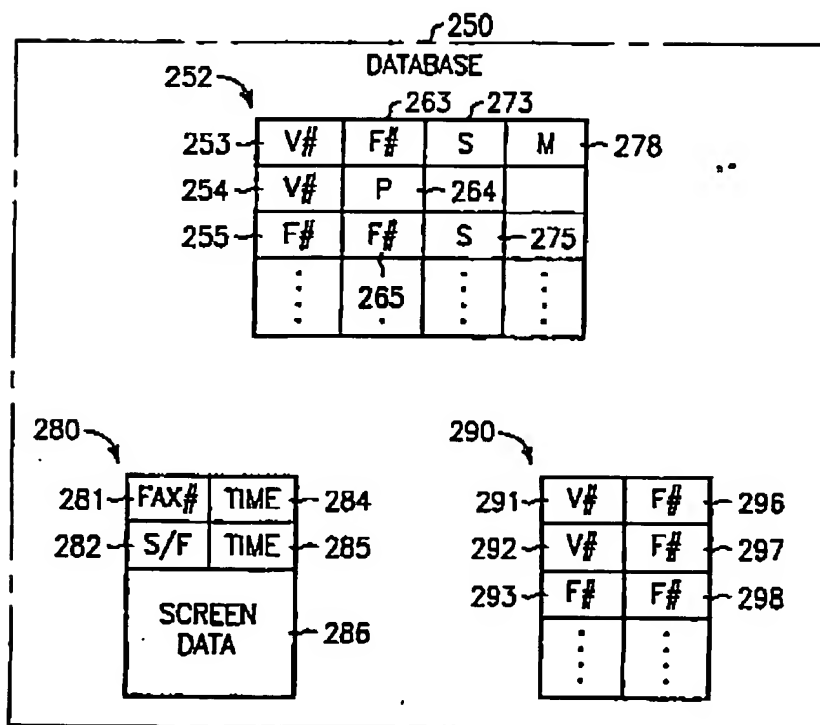 250
DATABASE
252
263 273
253 V# F# S M 278
254 V# P 264
255 F# F# S 275
265
280
281 FAX# TIME 284
282 S/F TIME 285
SCREEN
DATA
286
290
291 V# F# 296
292 V# F# 297
293 F# F# 298